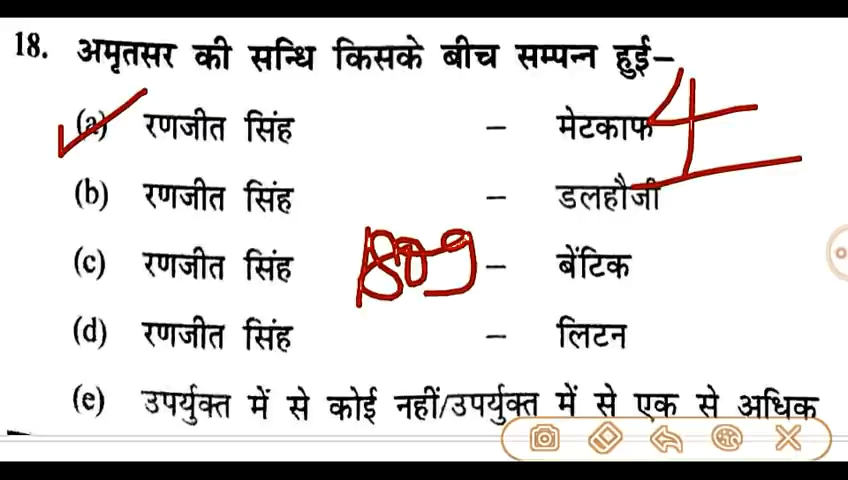 18. अमृतसर की सन्धि किसके बीच सम्पन्न हुई–
(a) रणजीत सिंह – मेटकाफ
(b) रणजीत सिंह – डलहौजी
(c) रणजीत सिंह – बेंटिक
1809
(d) रणजीत सिंह – लिटन
(e) उपर्युक्त में से कोई नहीं/उपर्युक्त में से एक से अधिक